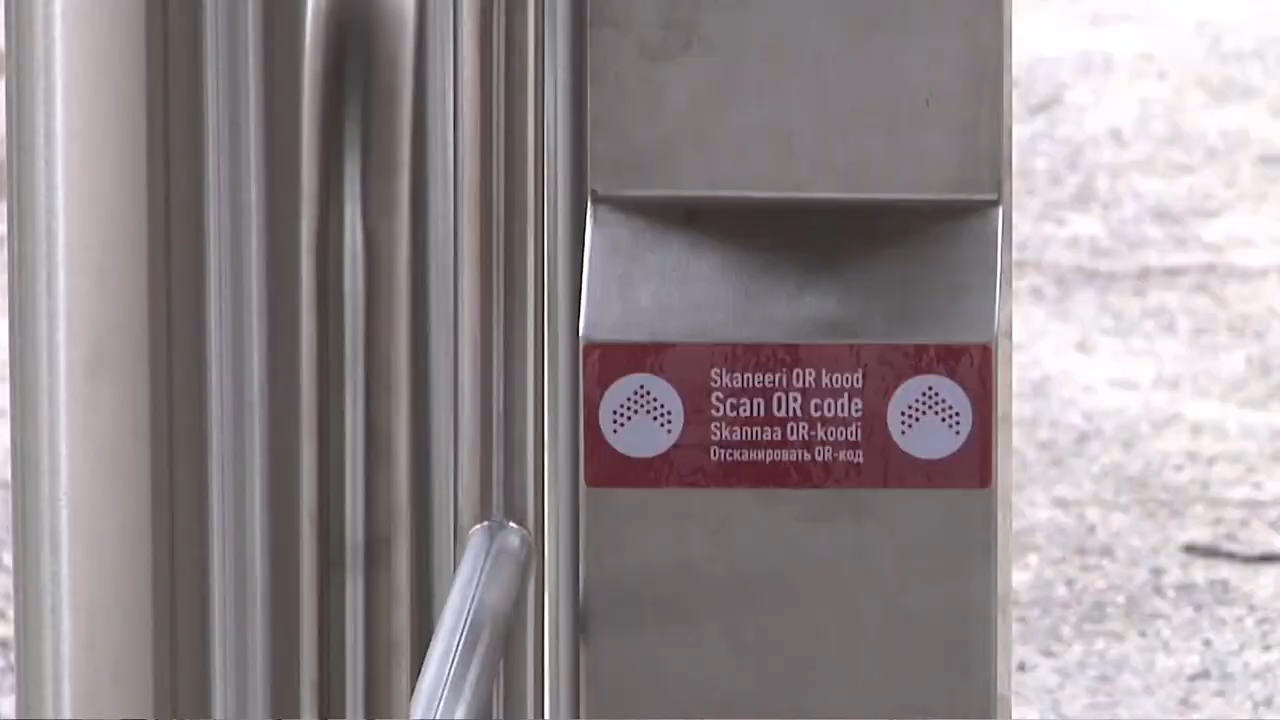 Skaneeri QR kood
Scan QR code
Skannaa QR-koodi
Отсканировать QR-код